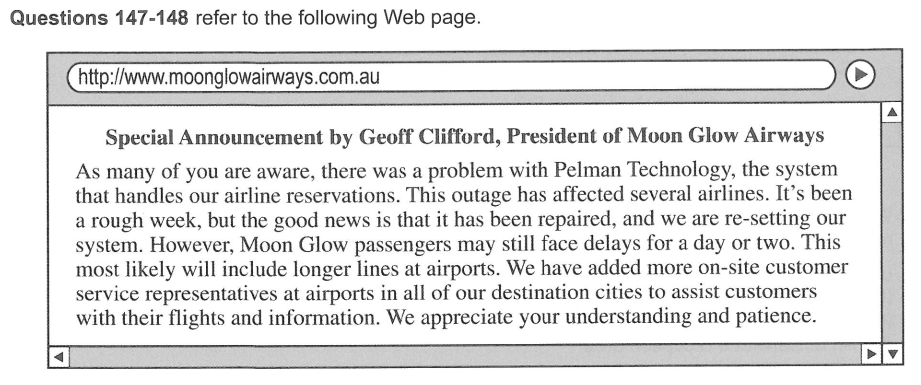 Questions 147-148 refer to the following Web page.
http://www.moonglowairways.com.au
Special Announcement by Geoff Clifford, President of Moon Glow Airways
As many of you are aware, there was a problem with Pelman Technology, the system
that handles our airline reservations. This outage has affected several airlines. It's been
a rough week, but the good news is that it has been repaired, and we are re-setting our
system. However, Moon Glow passengers may still face delays for a day or two. This
most likely will include longer lines at airports. We have added more on-site customer
service representatives at airports in all of our destination cities to assist customers
with their flights and information. We appreciate your understanding and patience.